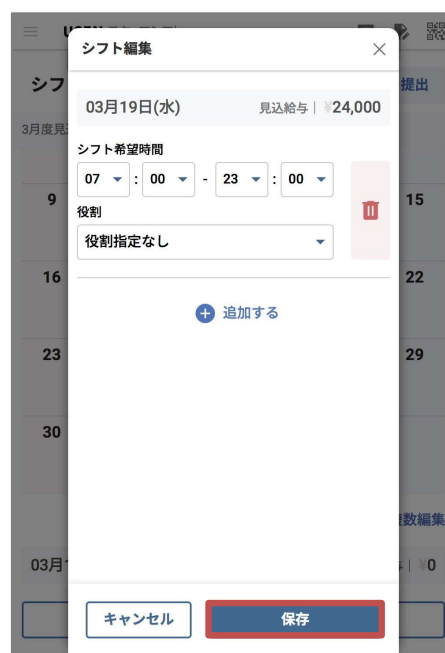 シフト編集
シフ
提出
03月19日(水)
見込給与 | ¥24,000
3月度見
シフト希望時間
07 : 00 - 23 : 00
9
15
役割
役割指定なし
16
22
追加する
23
29
30
数編集
03月
¥0
キャンセル
保存